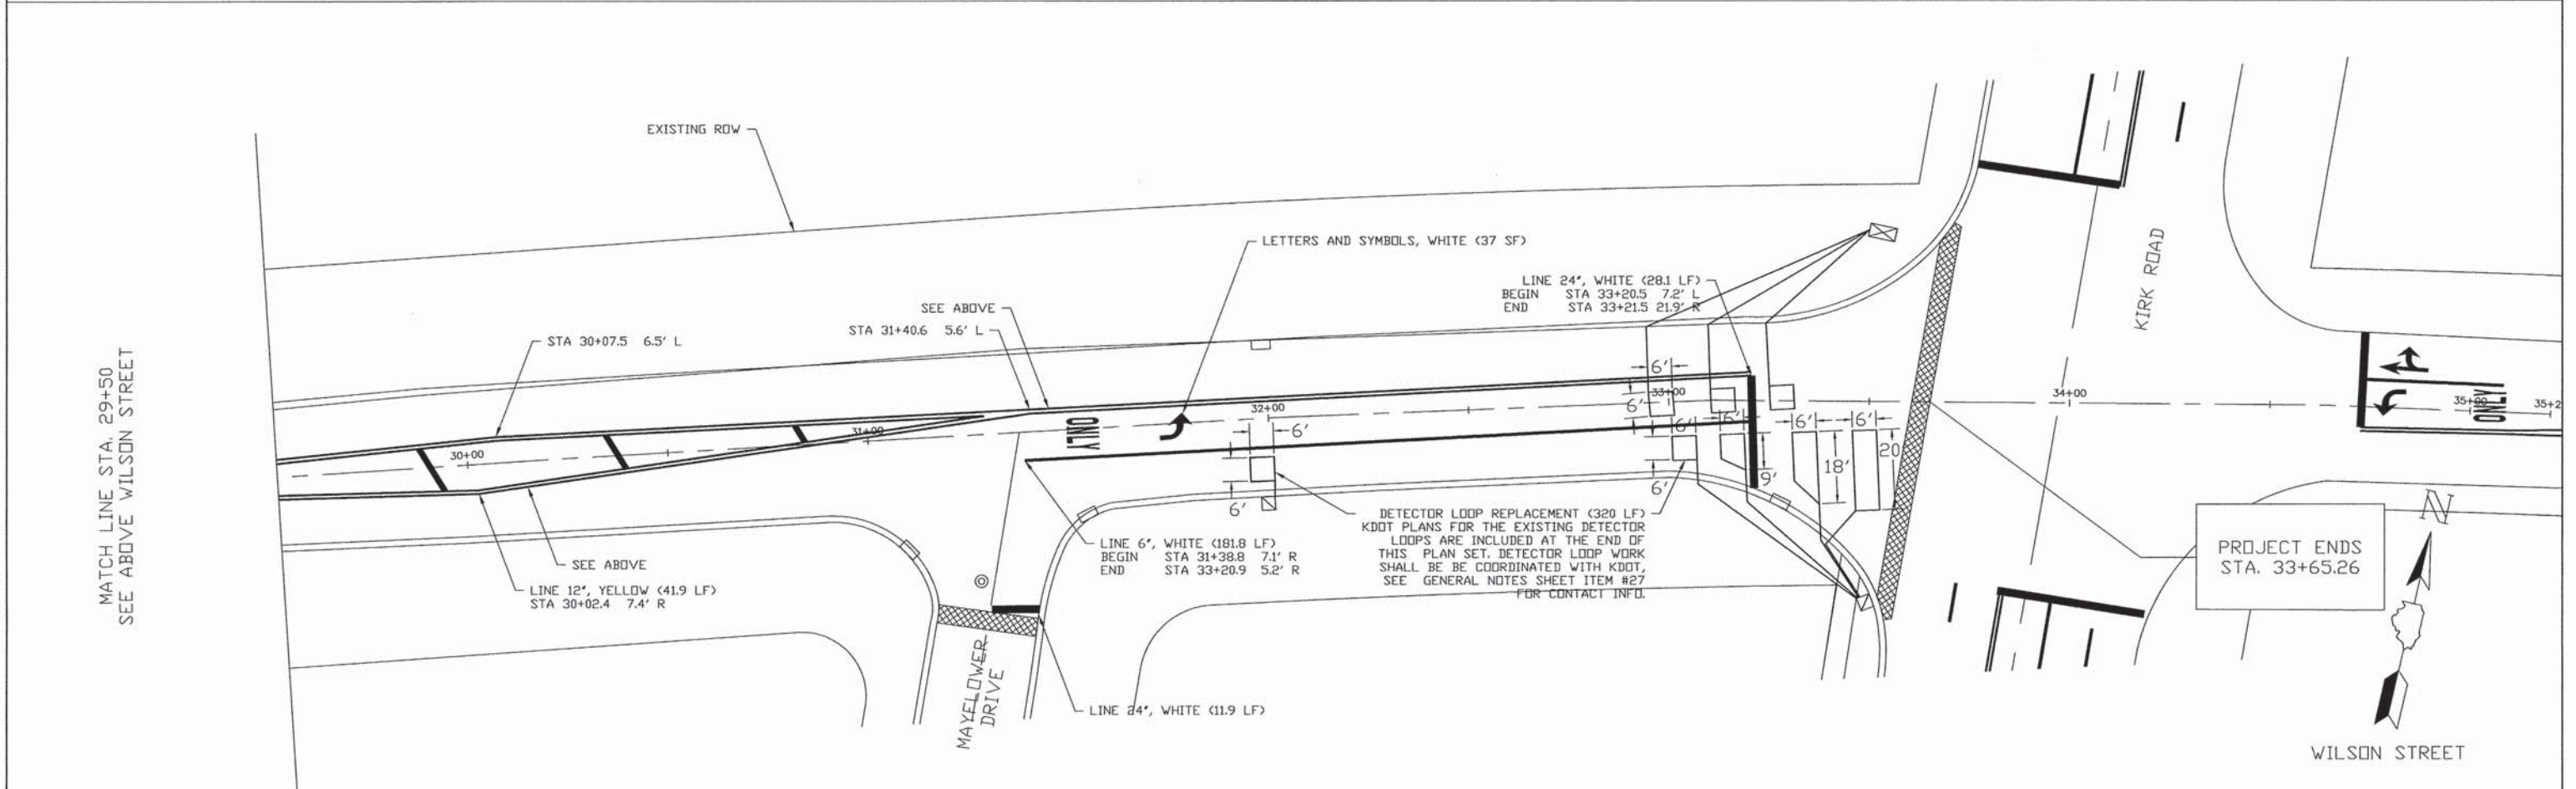 MATCH LINE STA. 29+50
SEE ABOVE WILSON STREET
EXISTING ROW
LETTERS AND SYMBOLS, WHITE (37 SF)
LINE 24", WHITE (28.1 LF)
BEGIN STA 33+20.5 7.2' L
END STA 33+21.5 21.9' R
SEE ABOVE
STA 31+40.6 5.6' L
STA 30+07.5 6.5' L
30+00
31+00
32+00
33+00
34+00
35+00
35+2
ONLY
ONLY
6'
6'
6'
6'
6'
6'
6'
6'
6'
6'
9'
18'
20
KIRK ROAD
SEE ABOVE
LINE 12", YELLOW (41.9 LF)
STA 30+02.4 7.4' R
LINE 6", WHITE (181.8 LF)
BEGIN STA 31+38.8 7.1' R
END STA 33+20.9 5.2' R
DETECTOR LOOP REPLACEMENT (320 LF)
KDOT PLANS FOR THE EXISTING DETECTOR
LOOPS ARE INCLUDED AT THE END OF
THIS PLAN SET. DETECTOR LOOP WORK
SHALL BE BE COORDINATED WITH KDOT,
SEE GENERAL NOTES SHEET ITEM #27
FOR CONTACT INFO.
PROJECT ENDS
STA. 33+65.26
N
MAYFLOWER
DRIVE
LINE 24", WHITE (11.9 LF)
WILSON STREET